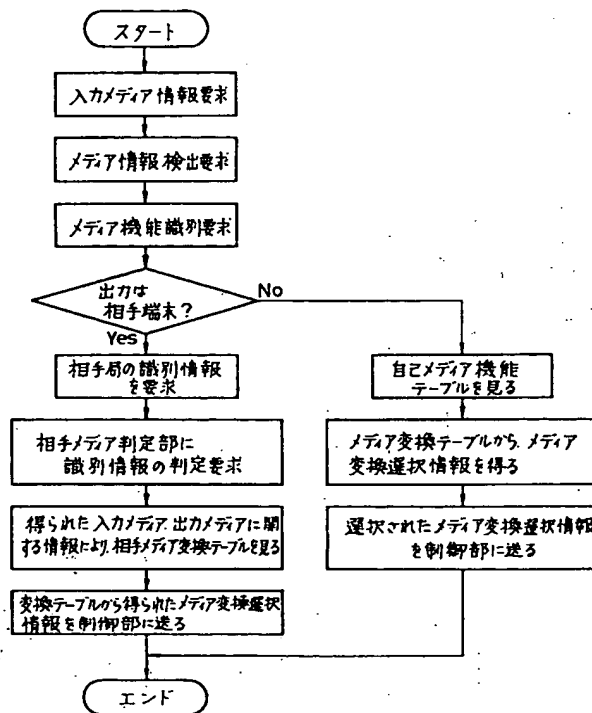 スタート
入力メディア情報要求
メディア情報検出要求
メディア機能識別要求
出力は
相手端末?
No
Yes
相手局の識別情報
を要求
相手メディア判定部に
識別情報の判定要求
得られた入力メディア、出力メディアに関
する情報により、相手メディア変換テーブルを見る
変換テーブルから得られたメディア変換選択
情報を制御部に送る
自己メディア機能
テーブルを見る
メディア変換テーブルから、メディア
変換選択情報を得る
選択されたメディア変換選択情報
を制御部に送る
エンド